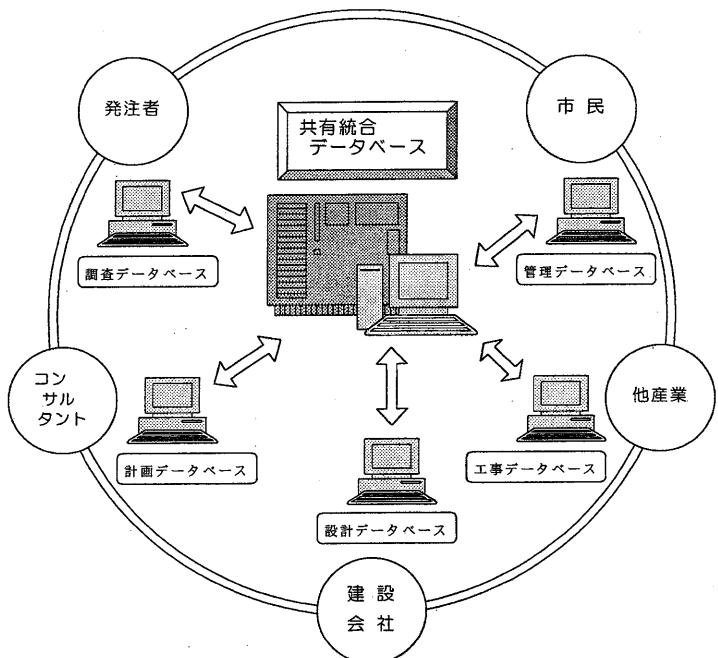 発注者
市民
共有統合
データベース
調査データベース
管理データベース
コン
サル
タント
他産業
計画データベース
工事データベース
設計データベース
建設
会社